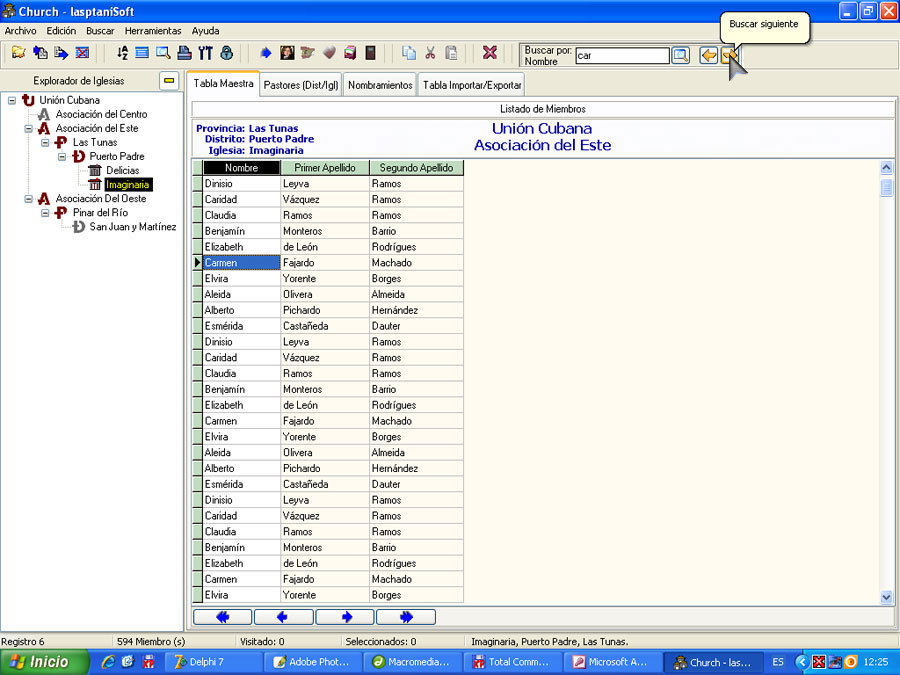 Church - lasptaniSoft
Archivo Edición Buscar Herramientas Ayuda
Buscar siguiente
Buscar por:
Nombre
car
Explorador de Iglesias
Unión Cubana
Asociación del Centro
Asociación del Este
Las Tunas
Puerto Padre
Delicias
Imaginaria
Asociación Del Oeste
Pinar del Río
San Juan y Martínez
Tabla Maestra Pastores (Dist/Igl) Nombramientos Tabla Importar/Exportar
Listado de Miembros
Provincia: Las Tunas
Distrito: Puerto Padre
Iglesia: Imaginaria
Unión Cubana
Asociación del Este
Nombre Primer Apellido Segundo Apellido
Dinisio Leyva Ramos
Caridad Vázquez Ramos
Claudia Ramos Ramos
Benjamín Monteros Barrio
Elizabeth de León Rodrígues
Carmen Fajardo Machado
Elvira Yorente Borges
Aleida Olivera Almeida
Alberto Pichardo Hernández
Esmérida Castañeda Dauter
Dinisio Leyva Ramos
Caridad Vázquez Ramos
Claudia Ramos Ramos
Benjamín Monteros Barrio
Elizabeth de León Rodrígues
Carmen Fajardo Machado
Elvira Yorente Borges
Aleida Olivera Almeida
Alberto Pichardo Hernández
Esmérida Castañeda Dauter
Dinisio Leyva Ramos
Caridad Vázquez Ramos
Claudia Ramos Ramos
Benjamín Monteros Barrio
Elizabeth de León Rodrígues
Carmen Fajardo Machado
Elvira Yorente Borges
Registro 6 594 Miembro (s) Visitado: 0 Seleccionados: 0 Imaginaria, Puerto Padre, Las Tunas.
Inicio Delphi 7 Adobe Phot... Macromedia... Total Comm... Microsoft A... Church - las... ES 12:25